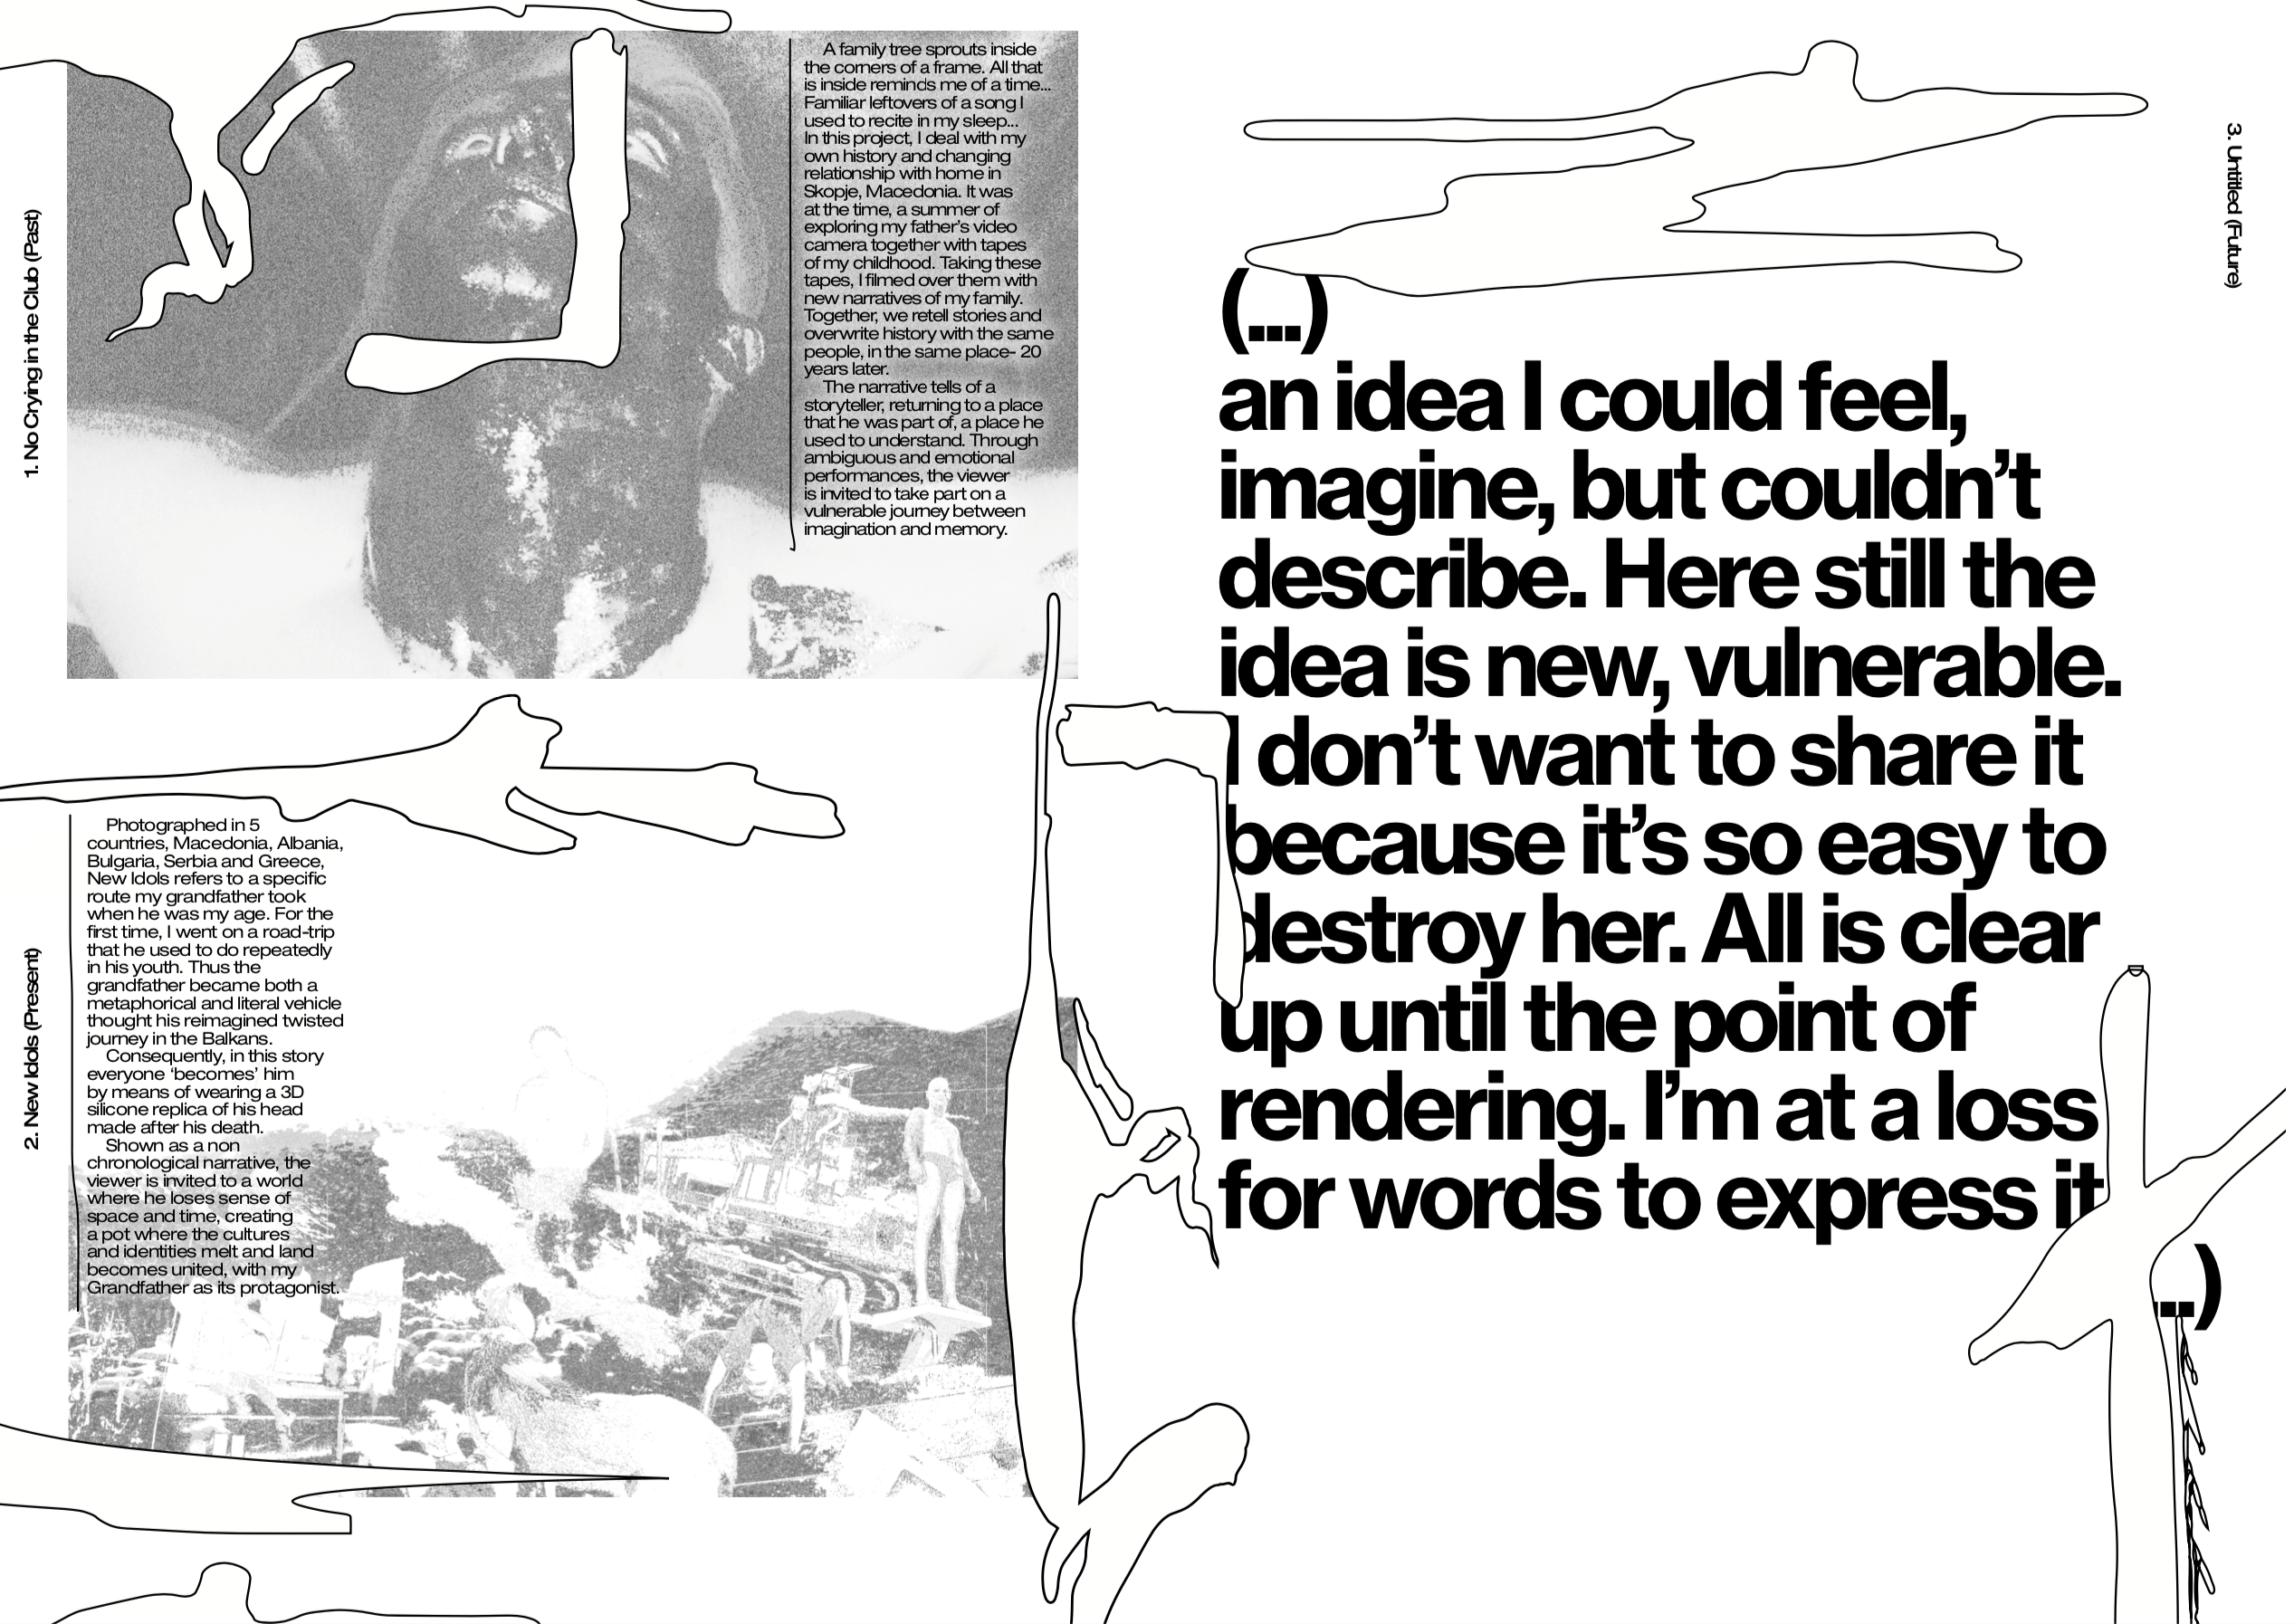 1. No Crying in the Club (Past)
A family tree sprouts inside
the corners of a frame. All that
is inside reminds me of a time...
Familiar leftovers of a song I
used to recite in my sleep...
In this project, I deal with my
own history and changing
relationship with home in
Skopje, Macedonia. It was
at the time, a summer of
exploring my father's video
camera together with tapes
of my childhood. Taking these
tapes, I filmed over them with
new narratives of my family.
Together, we retell stories and
overwrite history with the same
people, in the same place- 20
years later.
The narrative tells of a
storyteller, returning to a place
that he was part of, a place he
used to understand. Through
ambiguous and emotional
performances, the viewer
is invited to take part on a
vulnerable journey between
imagination and memory.
2. New Idols (Present)
Photographed in 5
countries, Macedonia, Albania,
Bulgaria, Serbia and Greece,
New Idols refers to a specific
route my grandfather took
when he was my age. For the
first time, I went on a road-trip
that he used to do repeatedly
in his youth. Thus the
grandfather became both a
metaphorical and literal vehicle
thought his reimagined twisted
journey in the Balkans.
Consequently, in this story
everyone ‘becomes’ him
by means of wearing a 3D
silicone replica of his head
made after his death.
Shown as a non
chronological narrative, the
viewer is invited to a world
where he loses sense of
space and time, creating
a pot where the cultures
and identities melt and land
becomes united, with my
Grandfather as its protagonist.
3. Untitled (Future)
(...)
an idea I could feel,
imagine, but couldn’t
describe. Here still the
idea is new, vulnerable.
I don’t want to share it
because it’s so easy to
destroy her. All is clear
up until the point of
rendering. I’m at a loss
for words to express it
...)